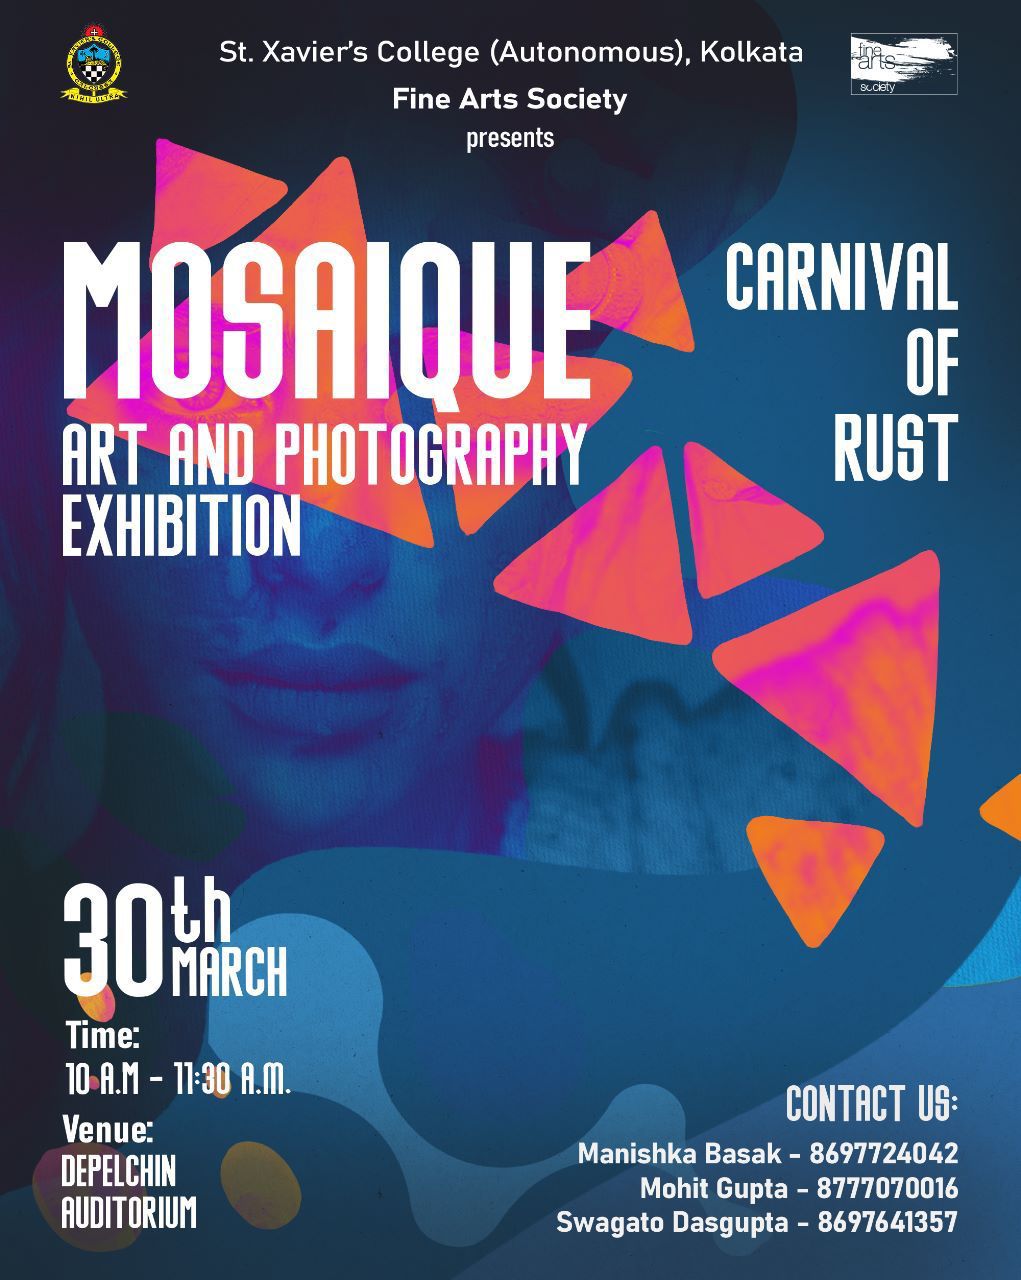 St. Xavier's College (Autonomous), Kolkata
fine
arts
society
Fine Arts Society
presents
MOSAIQUE
ART AND PHOTOGRAPHY
EXHIBITION
CARNIVAL
OF
RUST
30th
MARCH
Time:
10 A.M - 11:30 A.M.
Venue:
DEPELCHIN
AUDITORIUM
CONTACT US:
Manishka Basak - 8697724042
Mohit Gupta - 8777070016
Swagato Dasgupta - 8697641357
NIHIL ULTRA